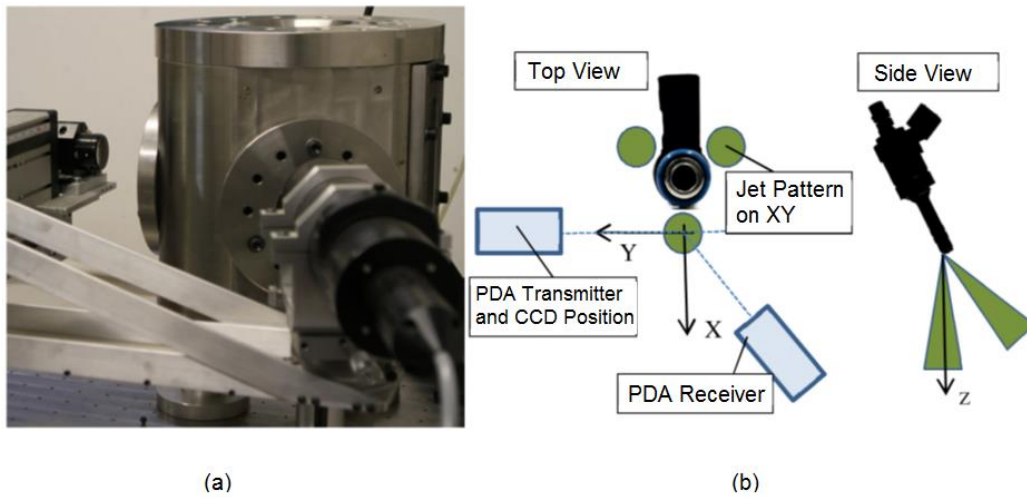 Top View
Side View
Jet Pattern
on XY
Y
PDA Transmitter
and CCD Position
X
PDA Receiver
z
(a)
(b)